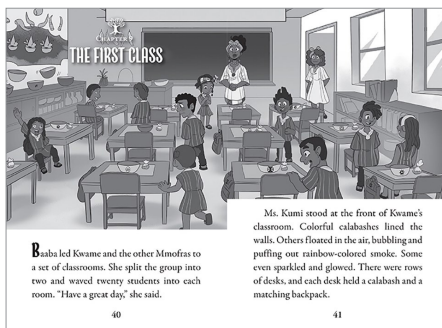 CHAPTER
THE FIRST CLASS
Baaba led Kwame and the other Mmofras to
a set of classrooms. She split the group into
two and waved twenty students into each
room. “Have a great day,” she said.
40
Ms. Kumi stood at the front of Kwame’s
classroom. Colorful calabashes lined the
walls. Others floated in the air, bubbling and
puffing out rainbow-colored smoke. Some
even sparkled and glowed. There were rows
of desks, and each desk held a calabash and a
matching backpack.
41